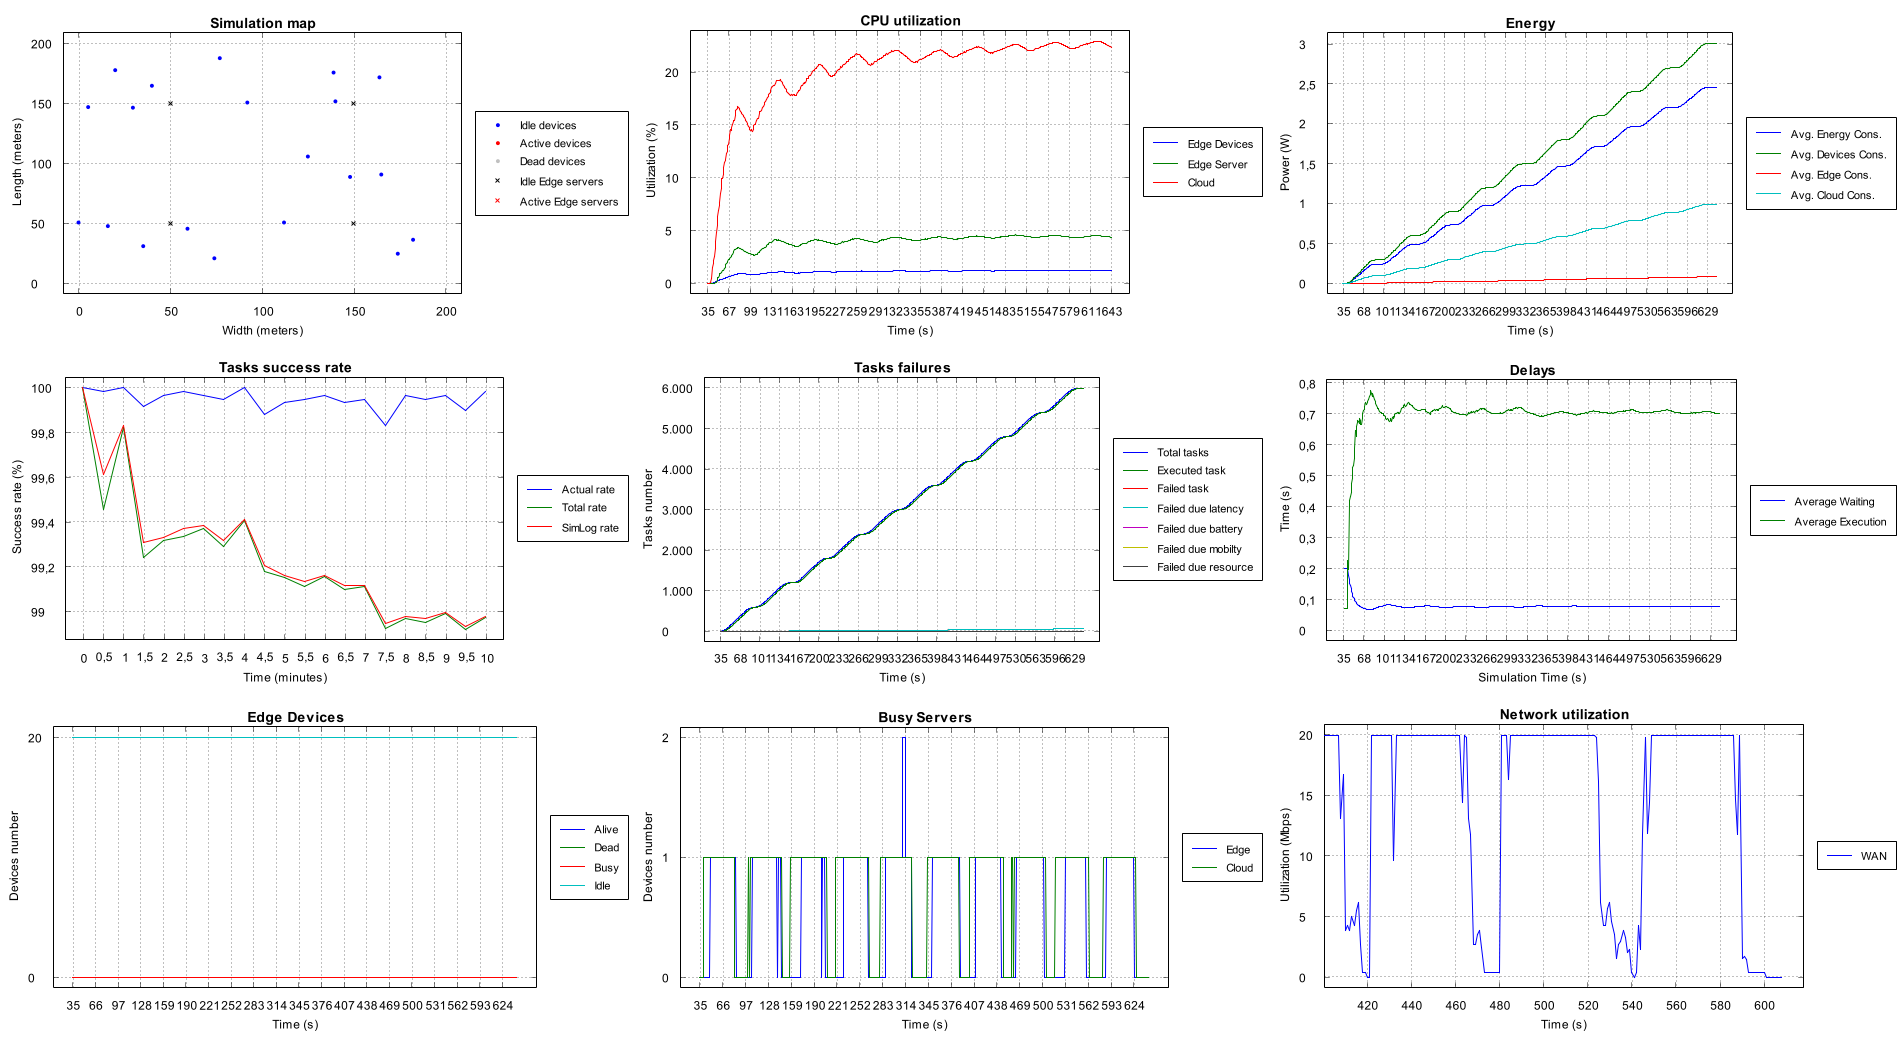 Simulation map
200
150
100
50
0
0
50
100
150
200
Length (meters)
Width (meters)
Idle devices
Active devices
Dead devices
Idle Edge servers
Active Edge servers
CPU utilization
20
15
10
5
0
Utilization (%)
35 67 99 131163195227259291323355387419451483515547579611643
Time (s)
Edge Devices
Edge Server
Cloud
Energy
3
2,5
2
1,5
1
0,5
0
Power (W)
35 68 101134167200233266299332365398431464497530563596629
Time (s)
Avg. Energy Cons.
Avg. Devices Cons.
Avg. Edge Cons.
Avg. Cloud Cons.
Tasks success rate
100
99,8
99,6
99,4
99,2
99
Success rate (%)
0 0,5 1 1,5 2 2,5 3 3,5 4 4,5 5 5,5 6 6,5 7 7,5 8 8,5 9 9,5 10
Time (minutes)
Actual rate
Total rate
SimLog rate
Tasks failures
6.000
5.000
4.000
3.000
2.000
1.000
0
Tasks number
35 68 101134167200233266299332365398431464497530563596629
Time (s)
Total tasks
Executed task
Failed task
Failed due latency
Failed due battery
Failed due mobilty
Failed due resource
Delays
0,8
0,7
0,6
0,5
0,4
0,3
0,2
0,1
0
Time (s)
35 68 101134167200233266299332365398431464497530563596629
Simulation Time (s)
Average Waiting
Average Execution
Edge Devices
20
0
Devices number
35 66 97 128 159 190 221252 283 314345 376 407 438 469 500 531562593 624
Time (s)
Alive
Dead
Busy
Idle
Busy Servers
2
1
0
Devices number
35 66 97 128 159 190 221252 283 314 345 376 407 438 469 500 531562593 624
Time (s)
Edge
Cloud
Network utilization
20
15
10
5
0
Utilization (Mbps)
420 440 460 480 500 520 540 560 580 600
Time (s)
WAN